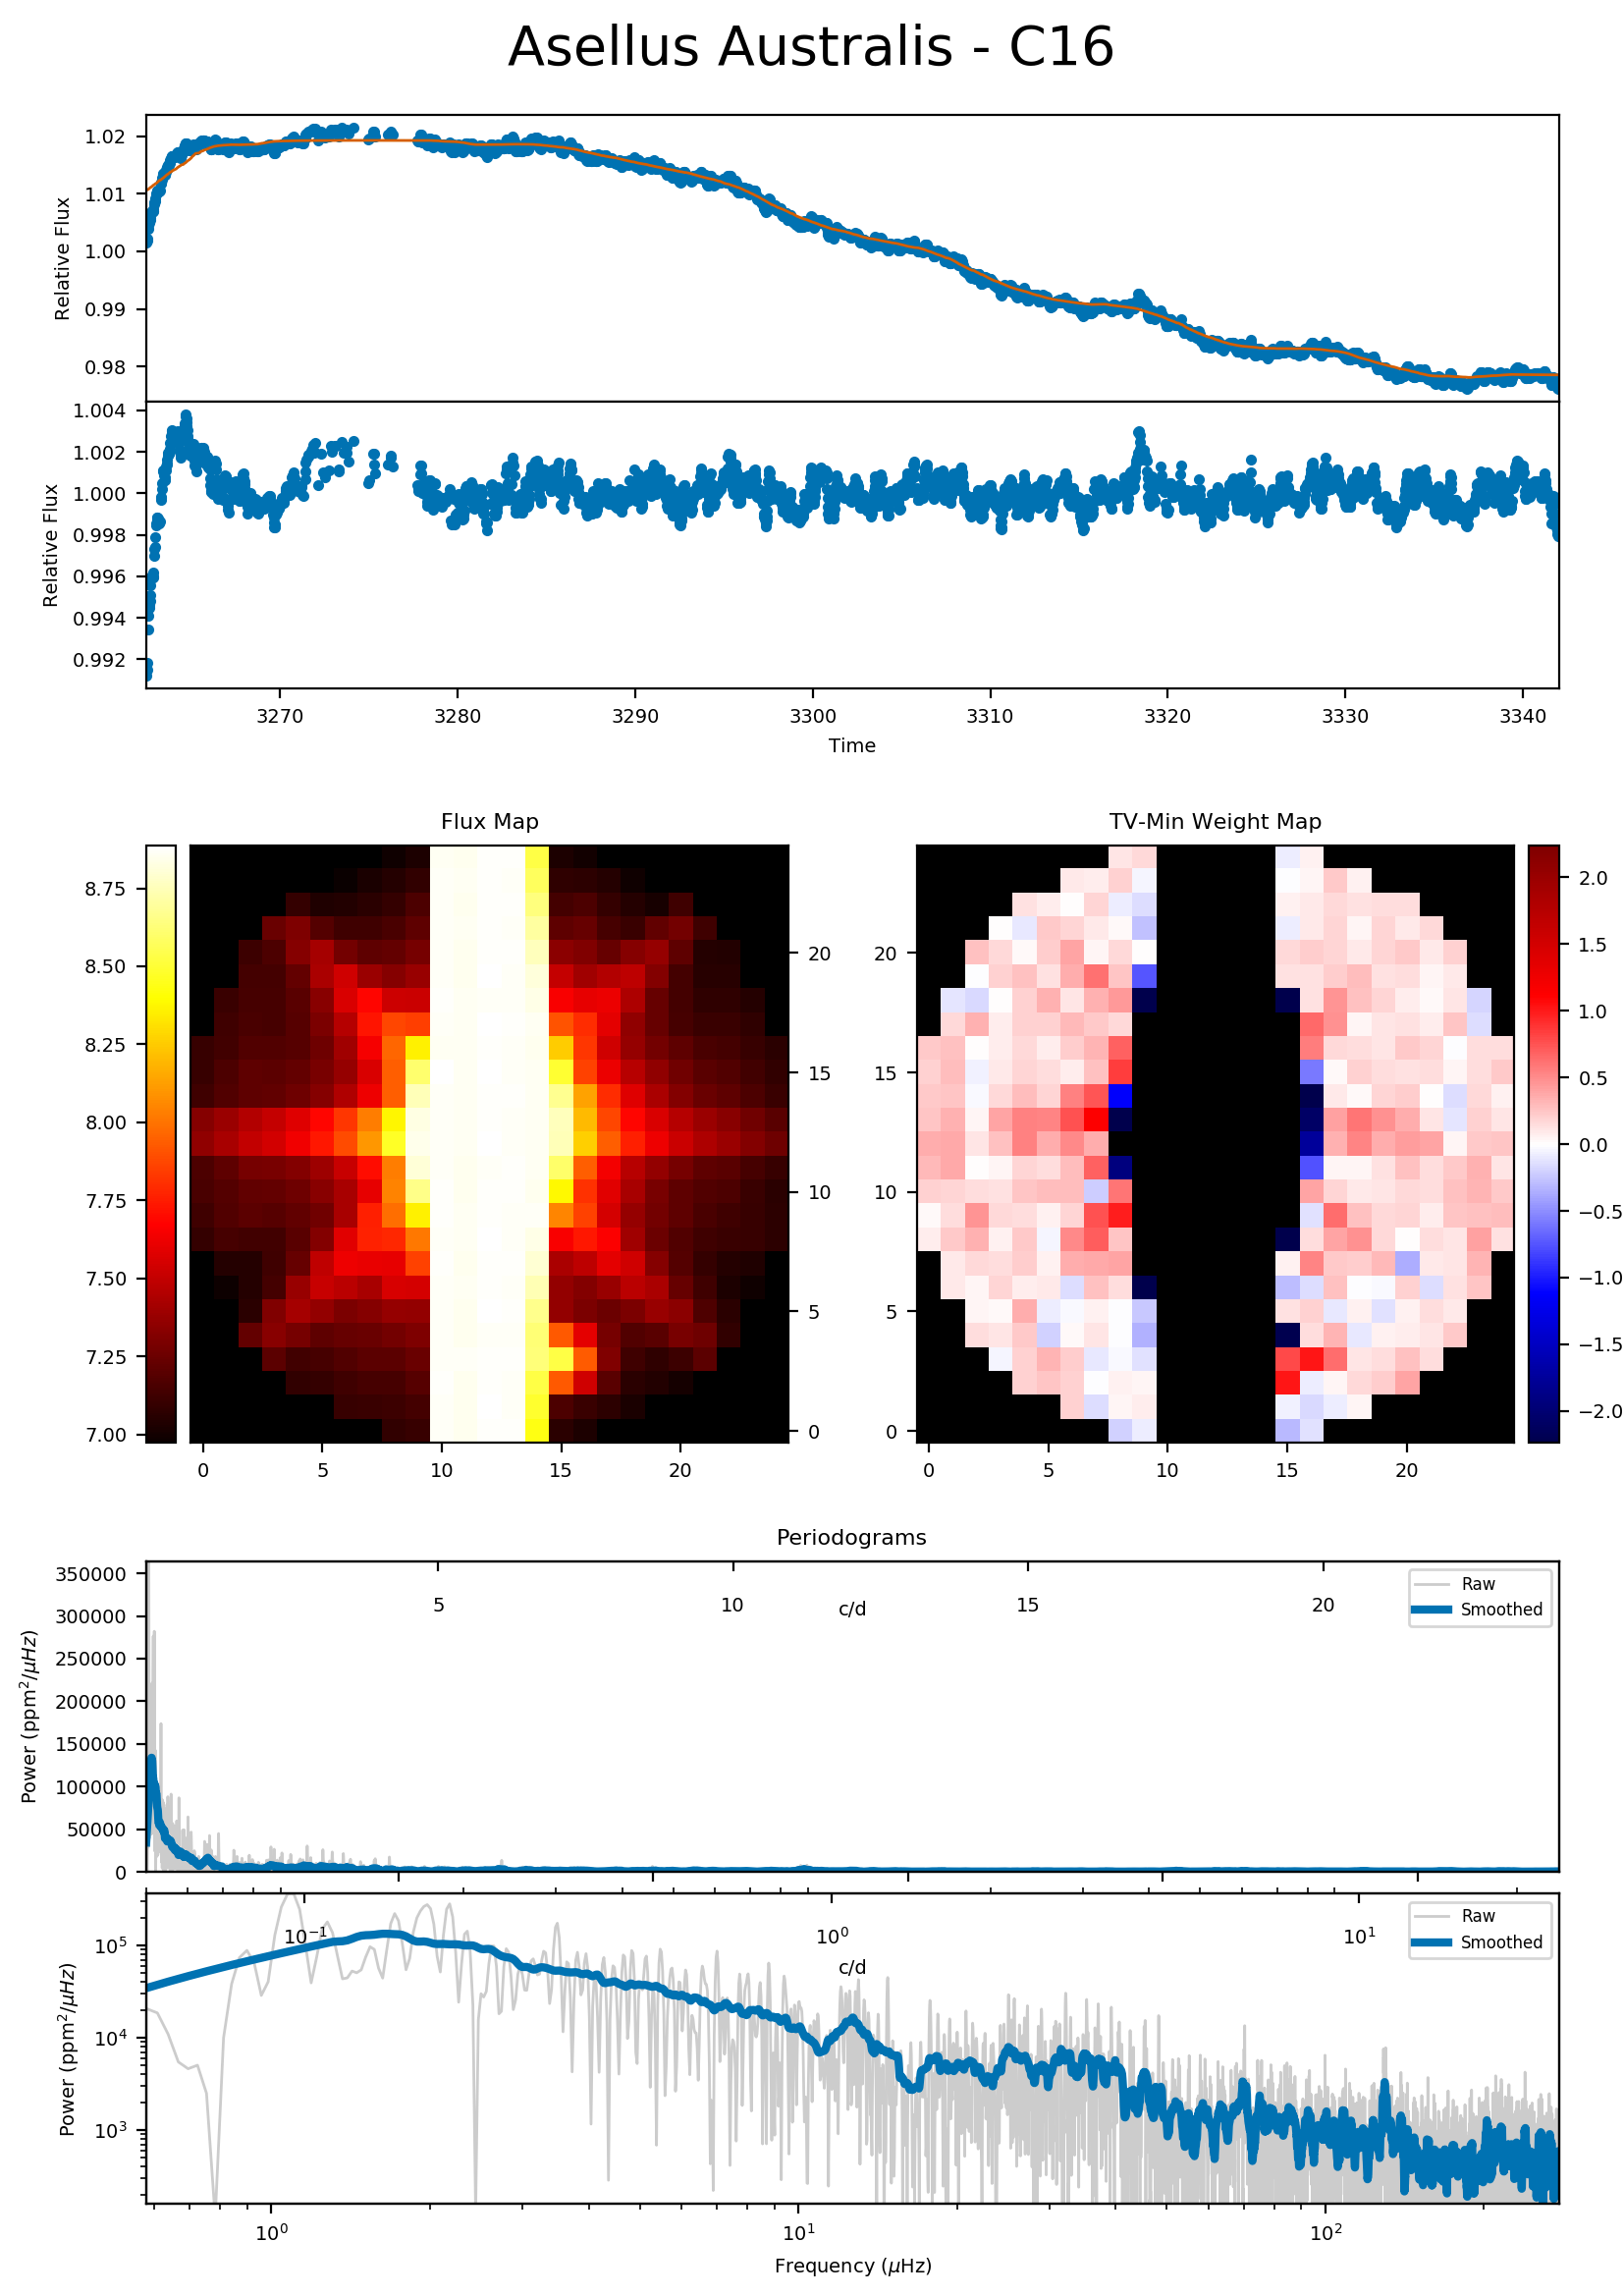 Asellus Australis - C16
Relative Flux
1.02
1.01
1.00
0.99
0.98
Relative Flux
1.004
1.002
1.000
0.998
0.996
0.994
0.992
3270 3280 3290 3300 3310 3320 3330 3340
Time
Flux Map
8.75
8.50
8.25
8.00
7.75
7.50
7.25
7.00
20
15
10
5
0
0 5 10 15 20
TV-Min Weight Map
20
15
10
5
0
0 5 10 15 20
2.0
1.5
1.0
0.5
0.0
−0.5
−1.0
−1.5
−2.0
Periodograms
Power (ppm²/μHz)
350000
300000
250000
200000
150000
100000
50000
0
5 10 15 20
c/d
Raw
Smoothed
Power (ppm²/μHz)
10⁵
10⁴
10³
10⁻¹ 10⁰ 10¹
c/d
Raw
Smoothed
10⁰ 10¹ 10²
Frequency (μHz)